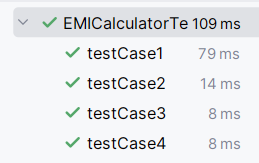 EMICalculatorTe 109 ms
testCase1 79 ms
testCase2 14 ms
testCase3 8 ms
testCase4 8 ms